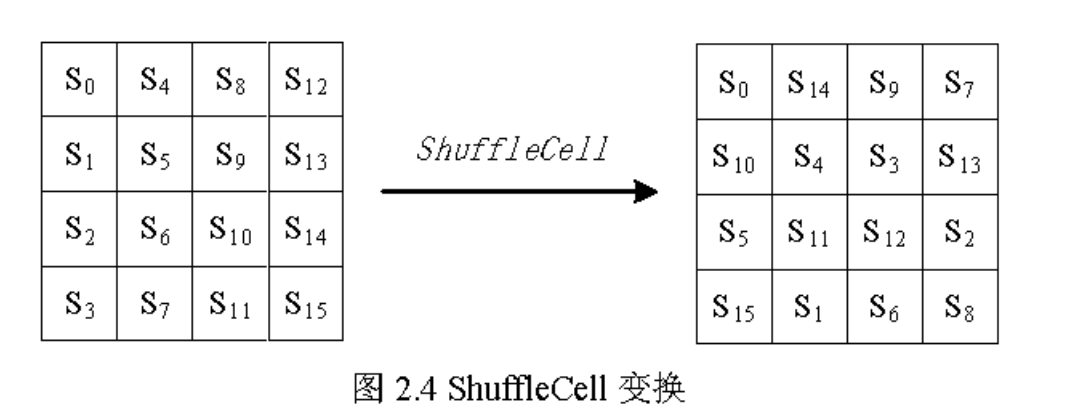 S₀ S₄ S₈ S₁₂
S₁ S₅ S₉ S₁₃
S₂ S₆ S₁₀ S₁₄
S₃ S₇ S₁₁ S₁₅
ShuffleCell
S₀ S₁₄ S₉ S₇
S₁₀ S₄ S₃ S₁₃
S₅ S₁₁ S₁₂ S₂
S₁₅ S₁ S₆ S₈
图 2.4 ShuffleCell 变换